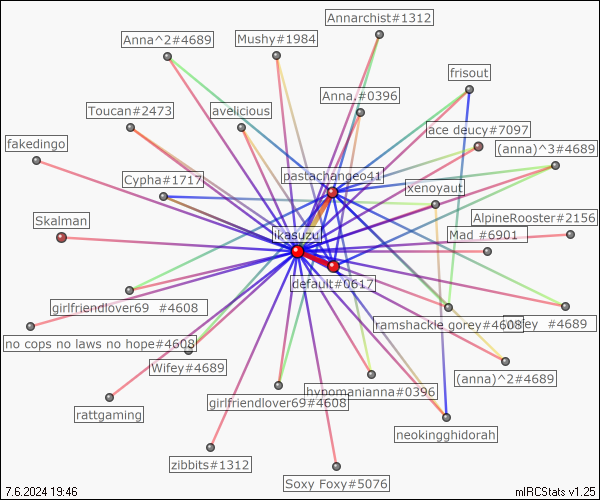 Annarchist#1312
Anna^2#4689
Mushy#1984
frisout
Anna.#0396
Toucan#2473
avelicious
ace deucy#7097
fakedingo
(anna)^3#4689
pastachangeo41
Cypha#1717
xenoyaut
Skalman
AlpineRooster#2156
ikasuzu
Mad #6901
default#0617
girlfriendlover69 #4608
ramshackle gorey#4608
#4689
no cops no laws no hope#4608
Wifey#4689
(anna)^2#4689
hypomanianna#0396
girlfriendlover69#4608
rattgaming
neokingghidorah
zibbits#1312
Soxy Foxy#5076
7.6.2024 19:46
mIRCStats v1.25